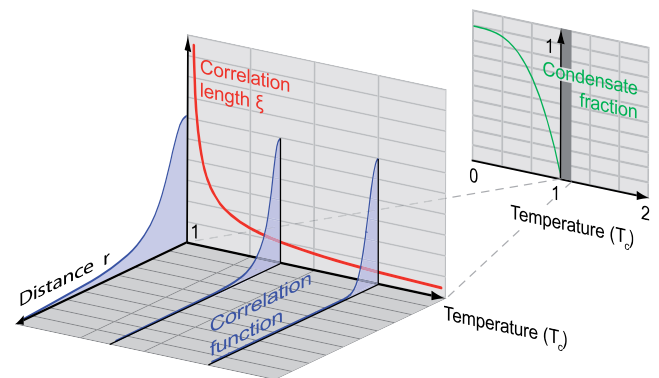 Correlation
length ξ
1
Distance r
Correlation
function
Temperature (Tc)
1
Condensate
fraction
0
1
2
Temperature (Tc)